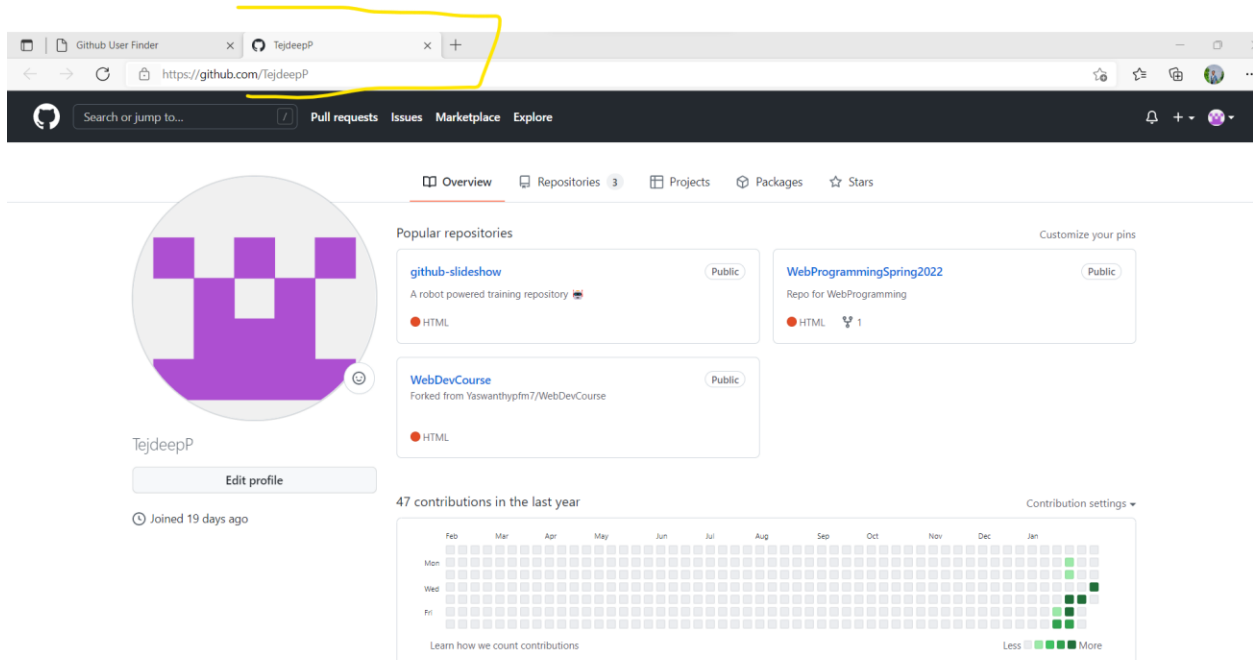 Github User Finder
TejdeepP
https://github.com/TejdeepP
Search or jump to... / Pull requests Issues Marketplace Explore
Overview Repositories 3 Projects Packages Stars
Popular repositories Customize your pins
github-slideshow Public
A robot powered training repository
HTML
WebProgrammingSpring2022 Public
Repo for WebProgramming
HTML 1
WebDevCourse Public
Forked from Yaswanthypfm7/WebDevCourse
HTML
TejdeepP
Edit profile
Joined 19 days ago
47 contributions in the last year Contribution settings
Feb Mar Apr May Jun Jul Aug Sep Oct Nov Dec Jan
Mon
Wed
Fri
Learn how we count contributions Less More